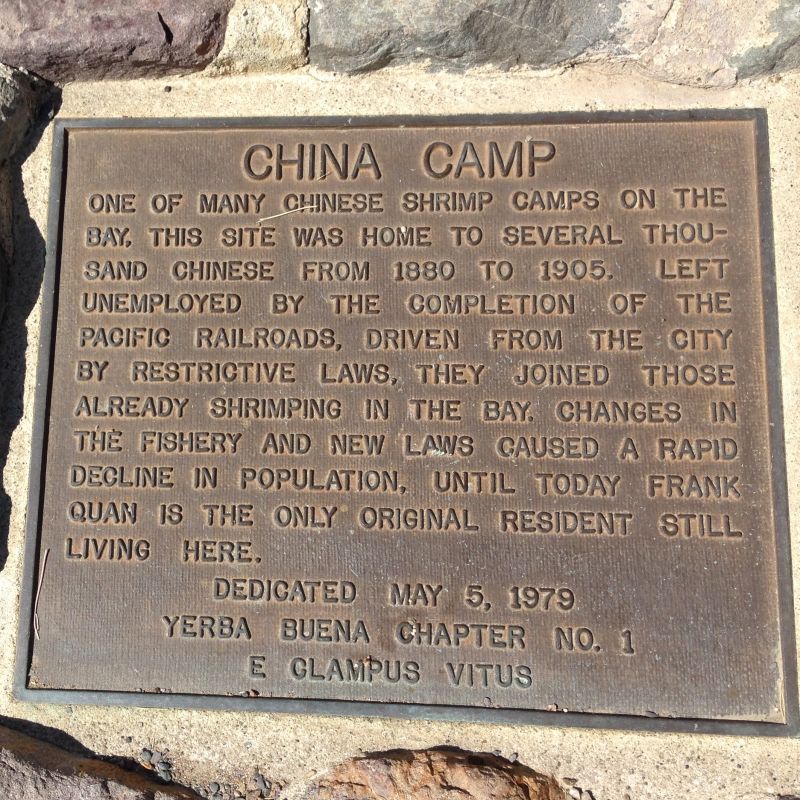 CHINA CAMP
ONE OF MANY CHINESE SHRIMP CAMPS ON THE
BAY. THIS SITE WAS HOME TO SEVERAL THOU-
SAND CHINESE FROM 1880 TO 1905. LEFT
UNEMPLOYED BY THE COMPLETION OF THE
PACIFIC RAILROADS, DRIVEN FROM THE CITY
BY RESTRICTIVE LAWS, THEY JOINED THOSE
ALREADY SHRIMPING IN THE BAY. CHANGES IN
THE FISHERY AND NEW LAWS CAUSED A RAPID
DECLINE IN POPULATION, UNTIL TODAY FRANK
QUAN IS THE ONLY ORIGINAL RESIDENT STILL
LIVING HERE.
DEDICATED MAY 5, 1979
YERBA BUENA CHAPTER NO. 1
E CLAMPUS VITUS